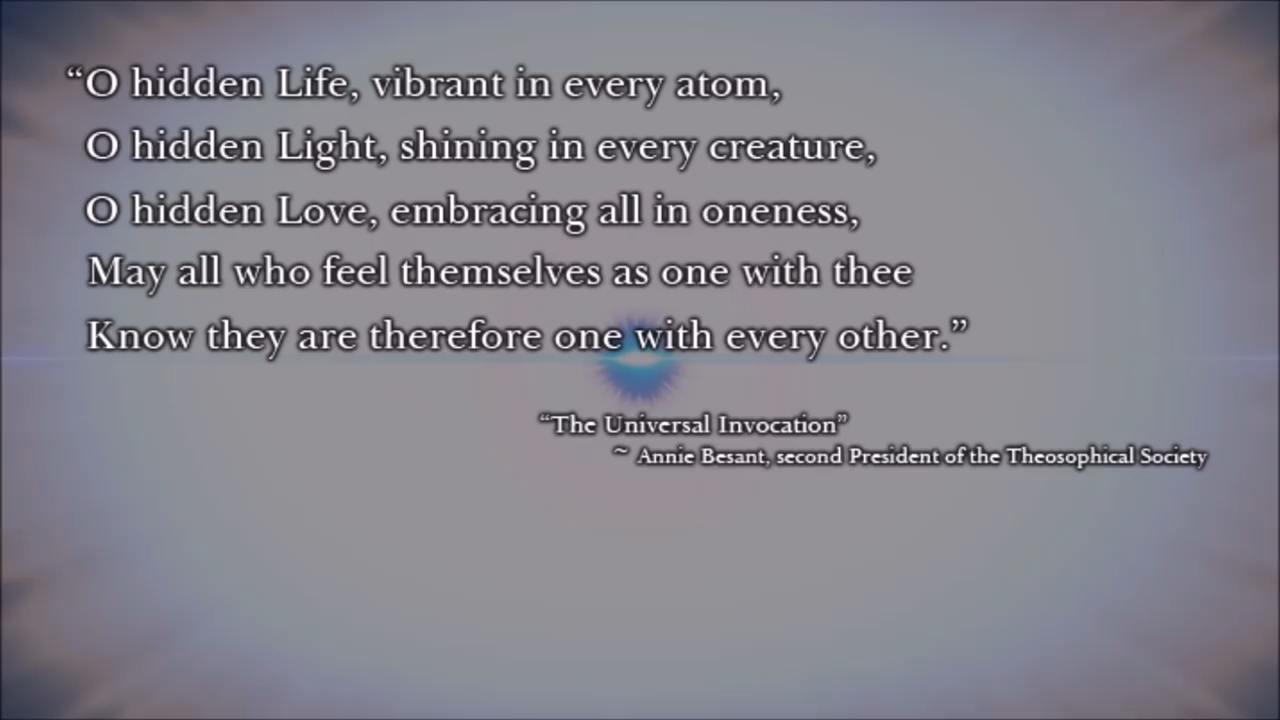 “O hidden Life, vibrant in every atom,
O hidden Light, shining in every creature,
O hidden Love, embracing all in oneness,
May all who feel themselves as one with thee
Know they are therefore one with every other.”
“The Universal Invocation”
~ Annie Besant, second President of the Theosophical Society